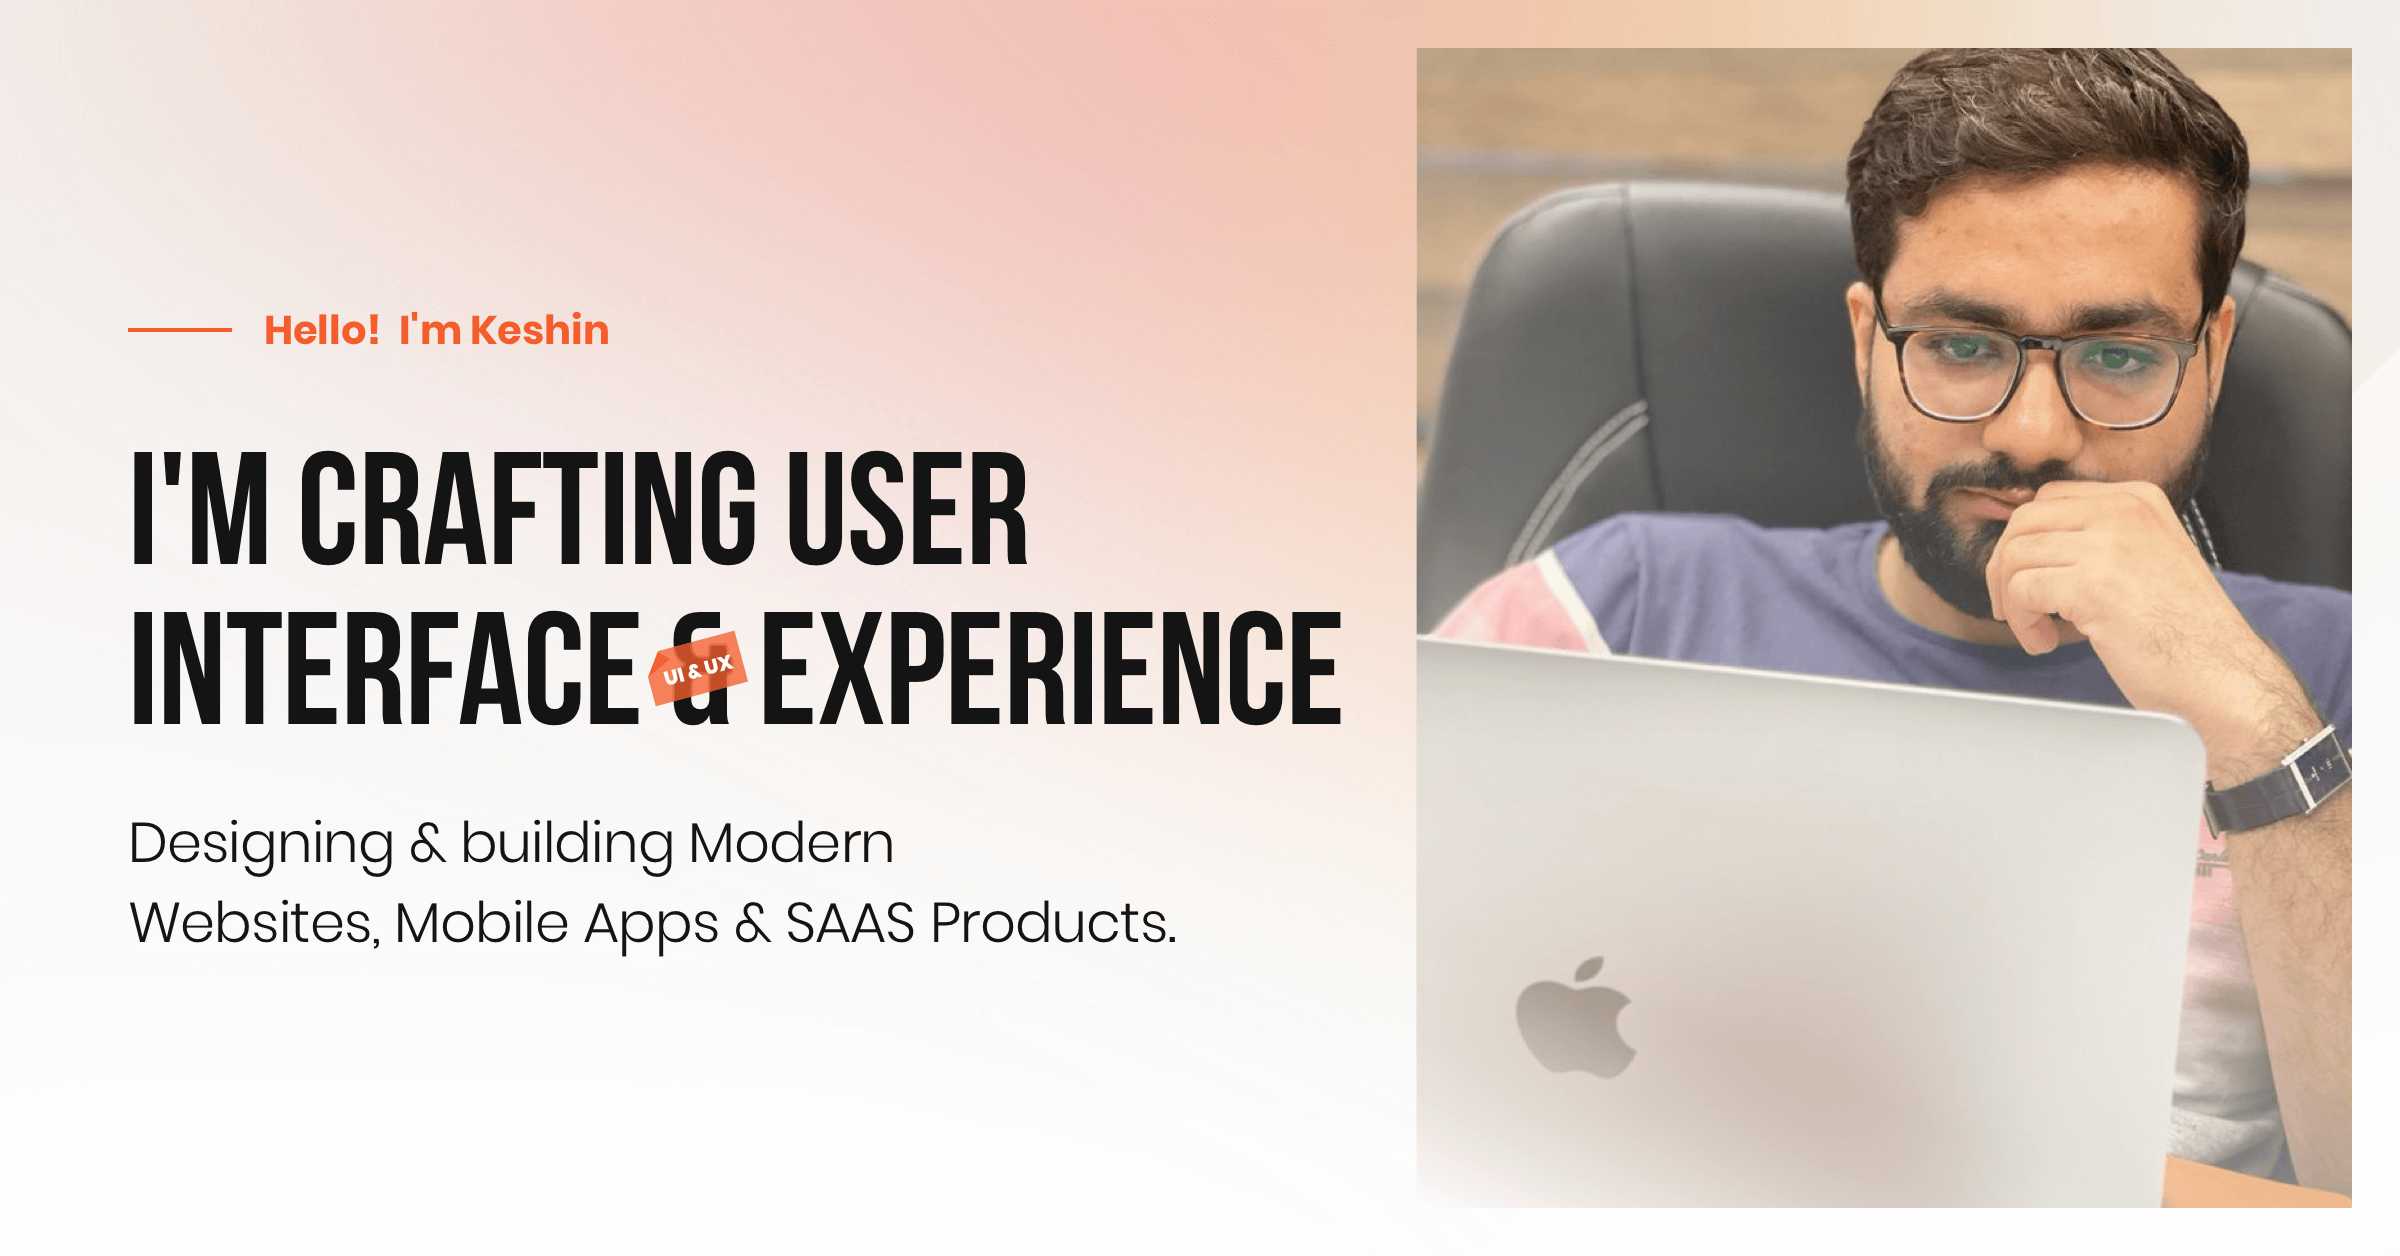 Hello! I'm Keshin
I'M CRAFTING USER
INTERFACE & EXPERIENCE
UI & UX
Designing & building Modern
Websites, Mobile Apps & SAAS Products.